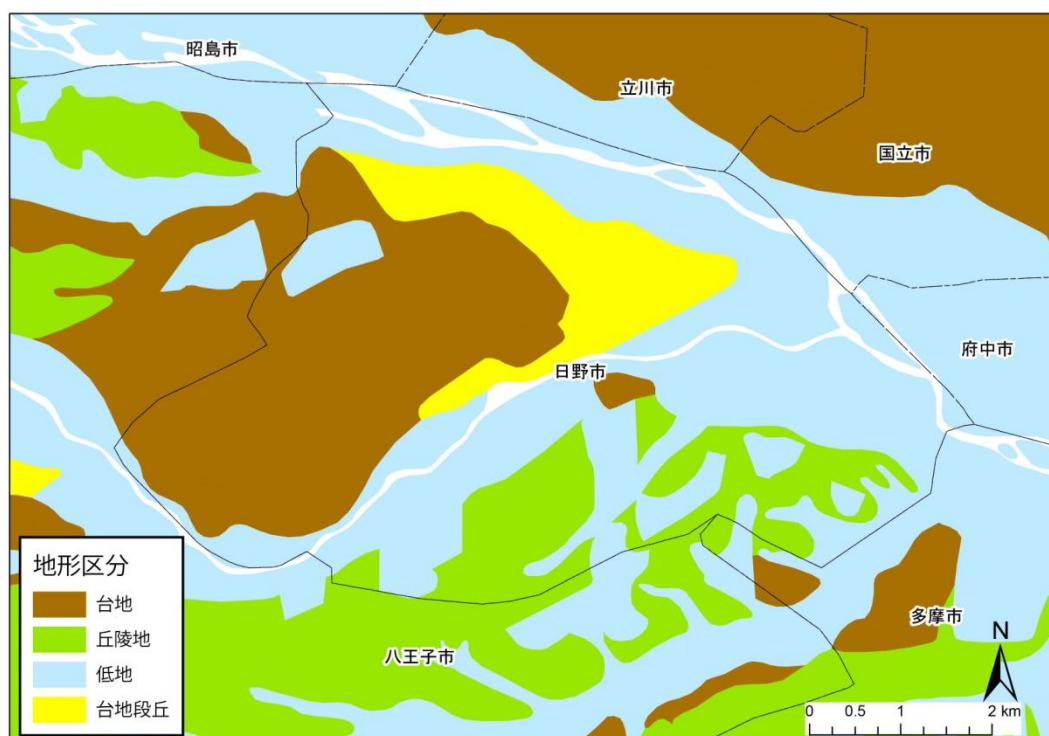 昭島市
立川市
国立市
府中市
日野市
多摩市
八王子市
地形区分
台地
丘陵地
低地
台地段丘
N
0 0.5 1 2 km